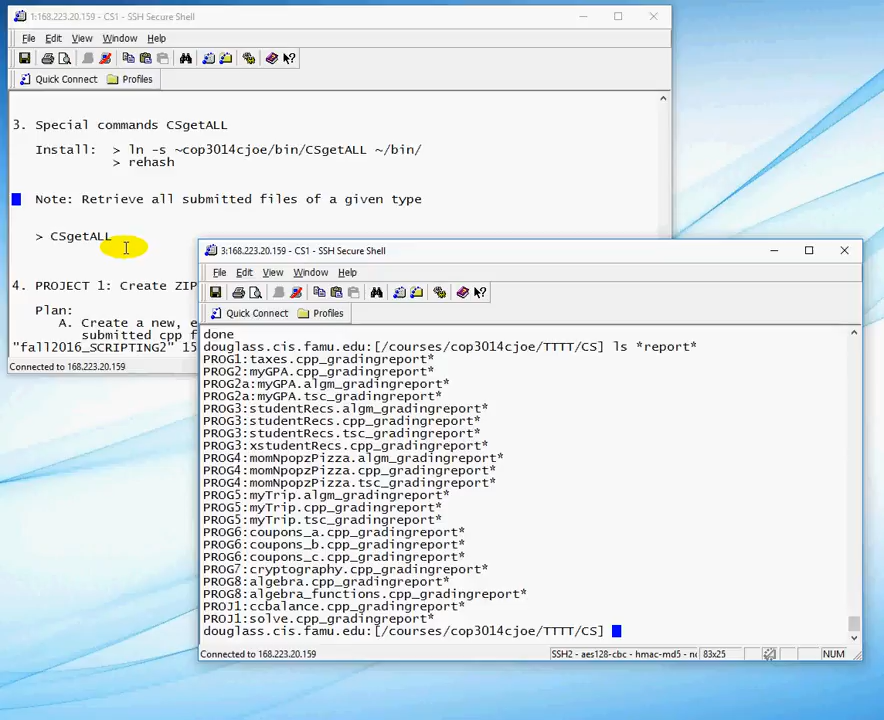 1:168.223.20.159 - CS1 - SSH Secure Shell
File Edit View Window Help
Quick Connect Profiles
3. Special commands CSgetALL
Install: > ln -s ~cop3014cjoe/bin/CSgetALL ~/bin/
> rehash
Note: Retrieve all submitted files of a given type
> CSgetALL
4. PROJECT 1: Create ZIP
Plan:
A. Create a new, e
submitted cpp f
"fall2016_SCRIPTING2" 15
Connected to 168.223.20.159
3:168.223.20.159 - CS1 - SSH Secure Shell
File Edit View Window Help
Quick Connect Profiles
done
douglass.cis.famu.edu:[/courses/cop3014cjoe/TTTT/CS] ls *report*
PROG1:taxes.cpp_gradingreport*
PROG2:myGPA.cpp_gradingreport*
PROG2a:myGPA.algm_gradingreport*
PROG2a:myGPA.tsc_gradingreport*
PROG3:studentRecs.algm_gradingreport*
PROG3:studentRecs.cpp_gradingreport*
PROG3:studentRecs.tsc_gradingreport*
PROG3:xstudentRecs.cpp_gradingreport*
PROG4:momNpopzPizza.algm_gradingreport*
PROG4:momNpopzPizza.cpp_gradingreport*
PROG4:momNpopzPizza.tsc_gradingreport*
PROG5:myTrip.algm_gradingreport*
PROG5:myTrip.cpp_gradingreport*
PROG5:myTrip.tsc_gradingreport*
PROG6:coupons_a.cpp_gradingreport*
PROG6:coupons_b.cpp_gradingreport*
PROG6:coupons_c.cpp_gradingreport*
PROG7:cryptography.cpp_gradingreport*
PROG8:algebra.cpp_gradingreport*
PROG8:algebra_functions.cpp_gradingreport*
PROJ1:ccbalance.cpp_gradingreport*
PROJ1:solve.cpp_gradingreport*
douglass.cis.famu.edu:[/courses/cop3014cjoe/TTTT/CS]
Connected to 168.223.20.159 SSH2 - aes128-cbc - hmac-md5 - nc 83x25 NUM